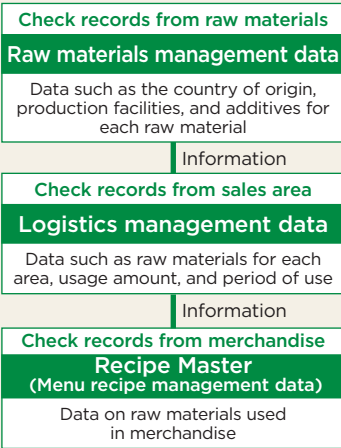 Check records from raw materials
Raw materials management data
Data such as the country of origin,
production facilities, and additives for
each raw material
Information
Check records from sales area
Logistics management data
Data such as raw materials for each
area, usage amount, and period of use
Information
Check records from merchandise
Recipe Master
(Menu recipe management data)
Data on raw materials used
in merchandise